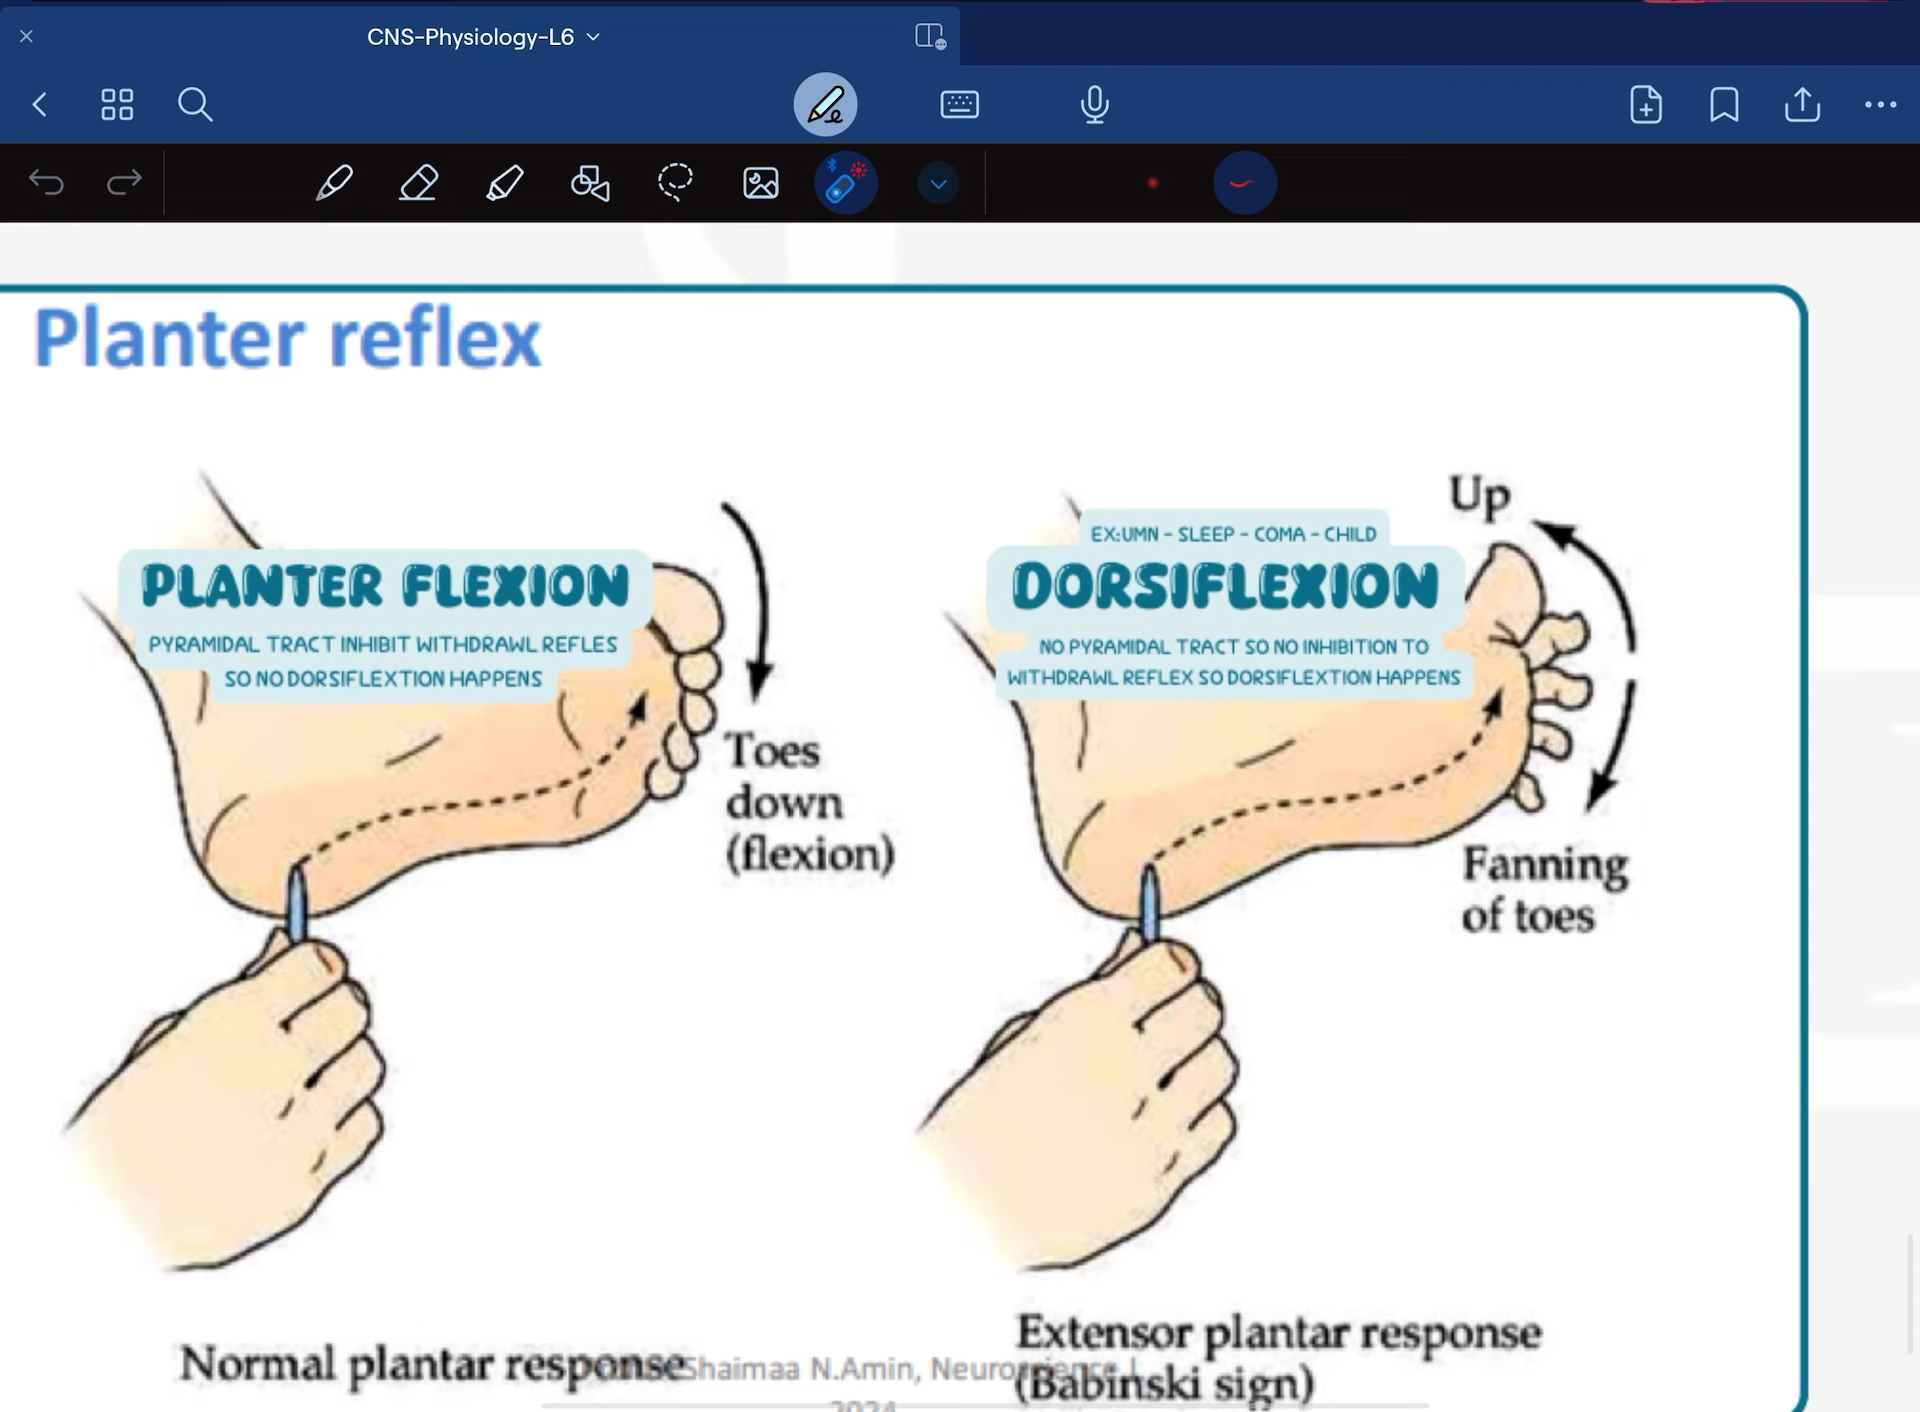 CNS-Physiology-L6
Planter reflex
PLANTER FLEXION
PYRAMIDAL TRACT INHIBIT WITHDRAWL REFLES
SO NO DORSIFLEXTION HAPPENS
Toes
down
(flexion)
Normal plantar response
EX:UMN - SLEEP - COMA - CHILD
DORSIFLEXION
NO PYRAMIDAL TRACT SO NO INHIBITION TO
WITHDRAWL REFLEX SO DORSIFLEXTION HAPPENS
Up
Fanning
of toes
Extensor plantar response
(Babinski sign)
Shaimaa N.Amin, Neuroscience
2024